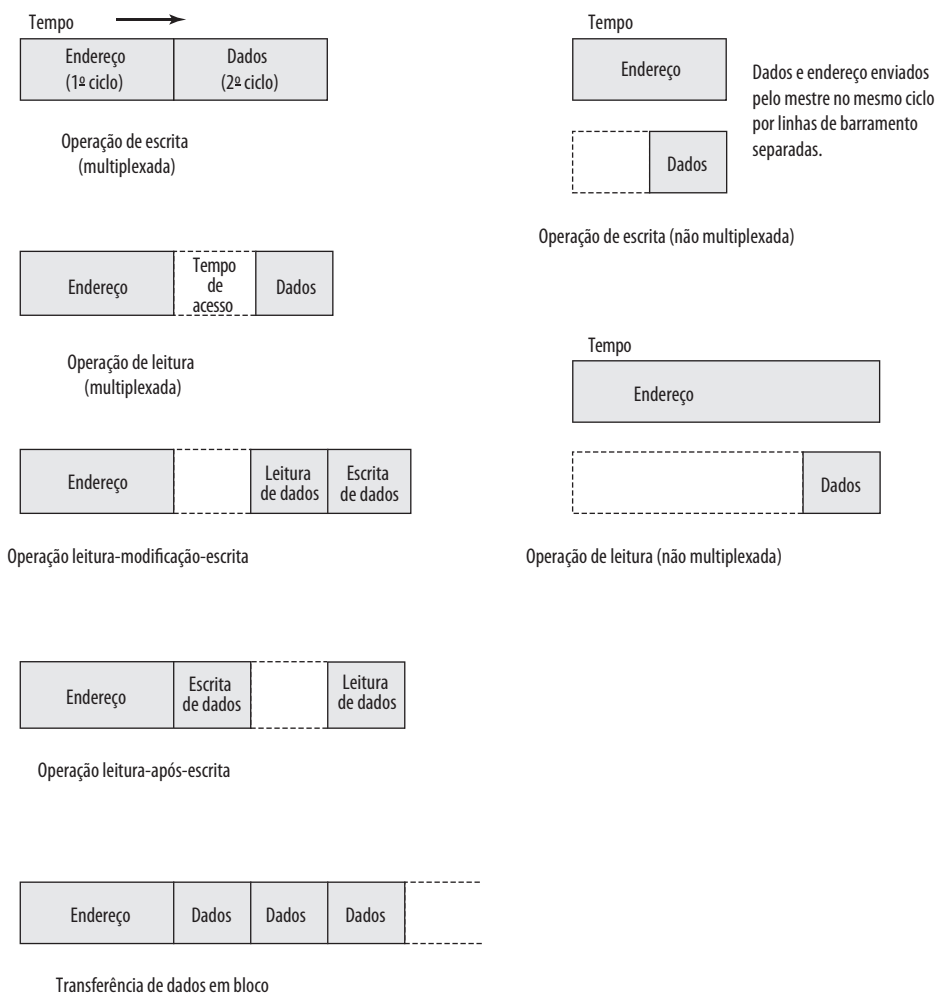 Tempo
Endereço
(1º ciclo)
Dados
(2º ciclo)
Operação de escrita
(multiplexada)
Endereço
Tempo
de
acesso
Dados
Operação de leitura
(multiplexada)
Endereço
Leitura
de dados
Escrita
de dados
Operação leitura-modificação-escrita
Endereço
Escrita
de dados
Leitura
de dados
Operação leitura-após-escrita
Endereço
Dados
Dados
Dados
Transferência de dados em bloco
Tempo
Endereço
Dados
Dados e endereço enviados
pelo mestre no mesmo ciclo
por linhas de barramento
separadas.
Operação de escrita (não multiplexada)
Tempo
Endereço
Dados
Operação de leitura (não multiplexada)